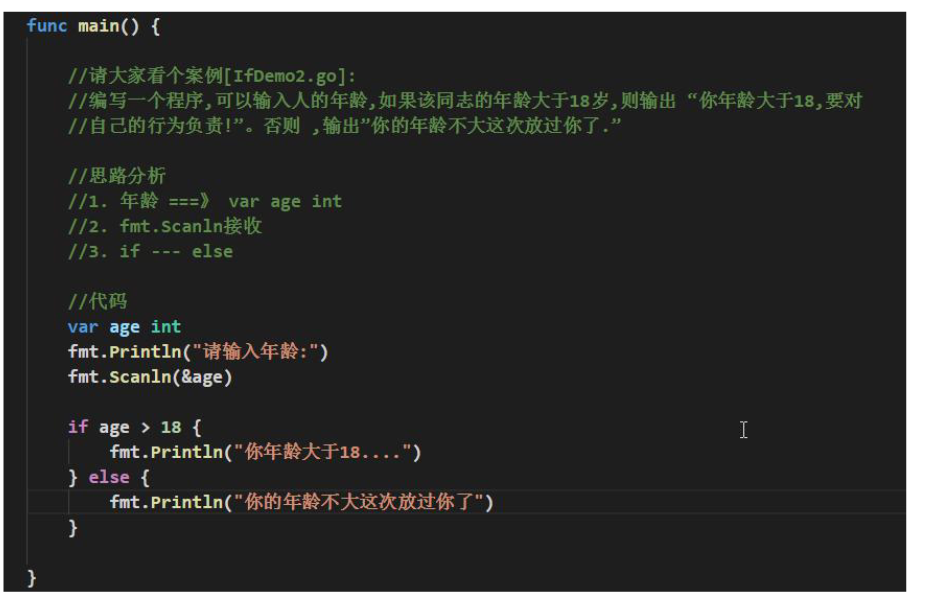 func main() {
//请大家看个案例[IfDemo2.go]:
//编写一个程序,可以输入人的年龄,如果该同志的年龄大于18岁,则输出 “你年龄大于18,要对
//自己的行为负责!”。否则 ,输出”你的年龄不大这次放过你了.”
//思路分析
//1. 年龄 ===》 var age int
//2. fmt.Scanln接收
//3. if --- else
//代码
var age int
fmt.Println("请输入年龄:")
fmt.Scanln(&age)
if age > 18 {
fmt.Println("你年龄大于18....")
} else {
fmt.Println("你的年龄不大这次放过你了")
}
}